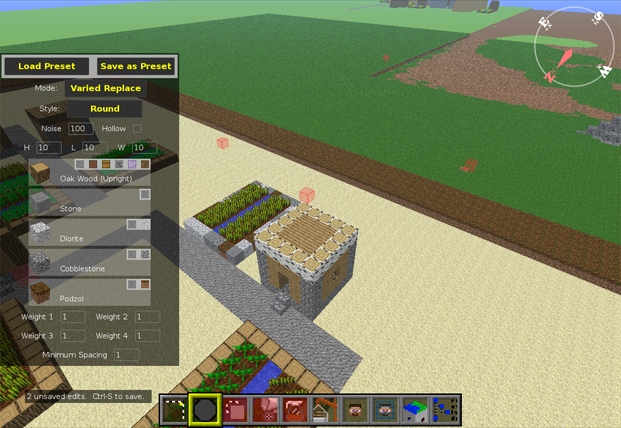 Load Preset Save as Preset
Mode: Varied Replace
Style: Round
Noise 100 Hollow
H 10 L 10 W 10
Oak Wood (Upright)
Stone
Diorite
Cobblestone
Podzol
Weight 1 1 Weight 2 1
Weight 3 1 Weight 4 1
Minimum Spacing 1
2 unsaved edits. Ctrl-S to save.
E S
N W